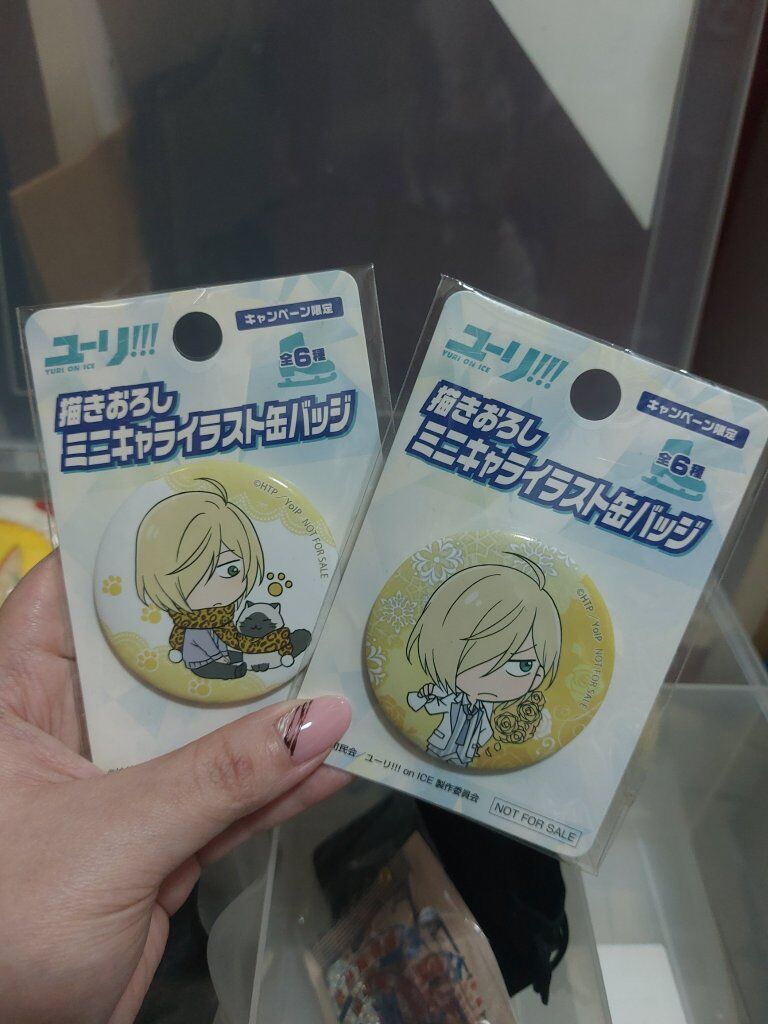 ユーリ!!!
YURI ON ICE
キャンペーン限定
全6種
描きおろし
ミニキャライラスト缶バッジ
©HTP/YoIP NOT FOR SALE
ユーリ!!!
YURI ON ICE
キャンペーン限定
全6種
描きおろし
ミニキャライラスト缶バッジ
©HTP/YoIP NOT FOR SALE
町民会/ユーリ!!! on ICE 製作委員会
NOT FOR SALE